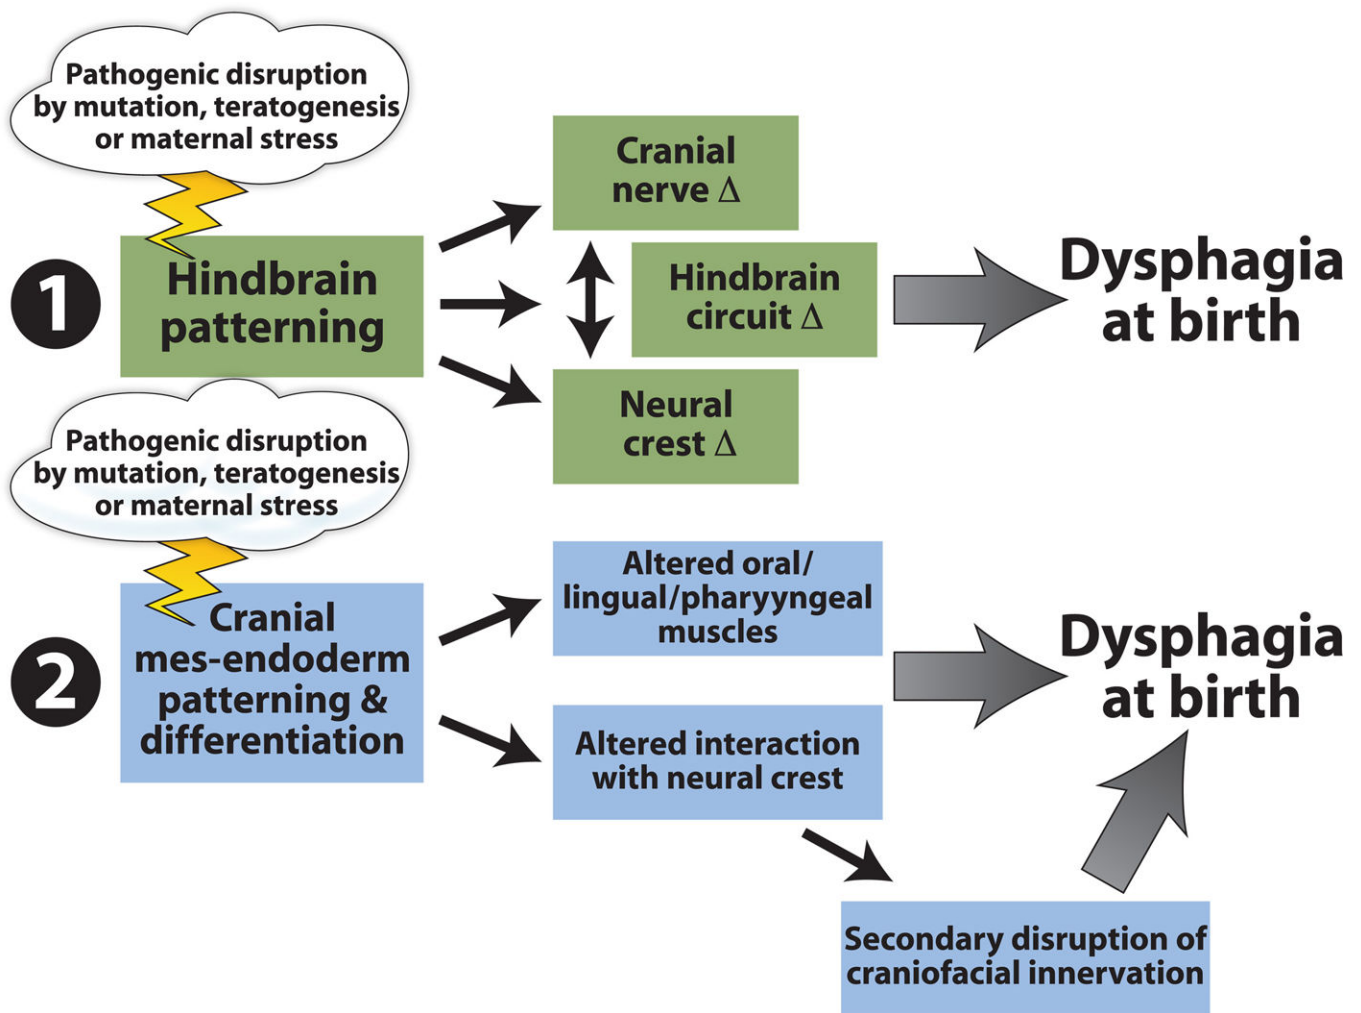 Pathogenic disruption
by mutation, teratogenesis
or maternal stress
1
Hindbrain
patterning
Cranial
nerve Δ
Hindbrain
circuit Δ
Neural
crest Δ
Dysphagia
at birth
Pathogenic disruption
by mutation, teratogenesis
or maternal stress
2
Cranial
mes-endoderm
patterning &
differentiation
Altered oral/
lingual/pharyyngeal
muscles
Altered interaction
with neural crest
Dysphagia
at birth
Secondary disruption of
craniofacial innervation